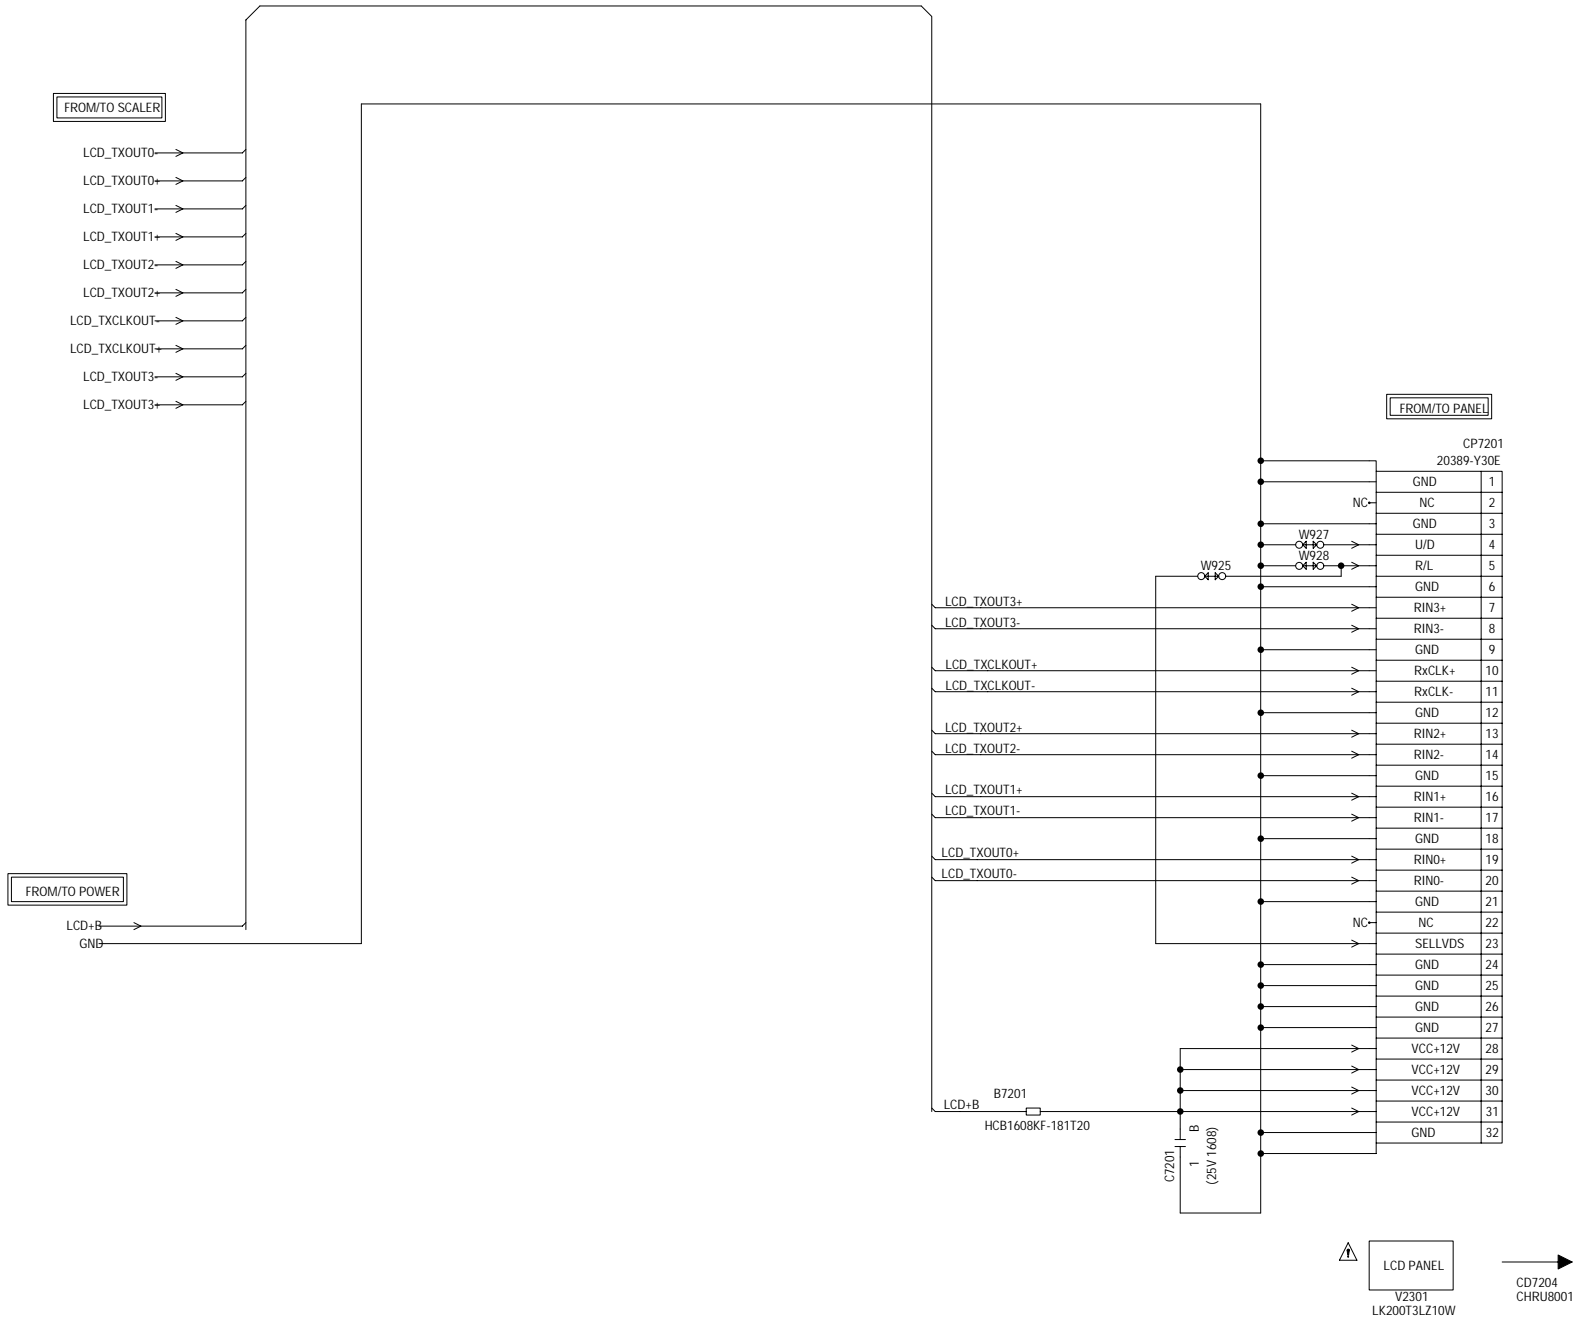 FROM/TO SCALER
LCD_TXOUT0-
LCD_TXOUT0+
LCD_TXOUT1-
LCD_TXOUT1+
LCD_TXOUT2-
LCD_TXOUT2+
LCD_TXCLKOUT-
LCD_TXCLKOUT+
LCD_TXOUT3-
LCD_TXOUT3+
FROM/TO POWER
LCD+B
GND
LCD_TXOUT3+
LCD_TXOUT3-
LCD_TXCLKOUT+
LCD_TXCLKOUT-
LCD_TXOUT2+
LCD_TXOUT2-
LCD_TXOUT1+
LCD_TXOUT1-
LCD_TXOUT0+
LCD_TXOUT0-
LCD+B
B7201
HCB1608KF-181T20
C7201
1 B
(25V 1608)
W925
W927
W928
NC
NC
FROM/TO PANEL
CP7201
20389-Y30E
GND 1
NC 2
GND 3
U/D 4
R/L 5
GND 6
RIN3+ 7
RIN3- 8
GND 9
RxCLK+ 10
RxCLK- 11
GND 12
RIN2+ 13
RIN2- 14
GND 15
RIN1+ 16
RIN1- 17
GND 18
RIN0+ 19
RIN0- 20
GND 21
NC 22
SELLVDS 23
GND 24
GND 25
GND 26
GND 27
VCC+12V 28
VCC+12V 29
VCC+12V 30
VCC+12V 31
GND 32
LCD PANEL
V2301
LK200T3LZ10W
CD7204
CHRU8001